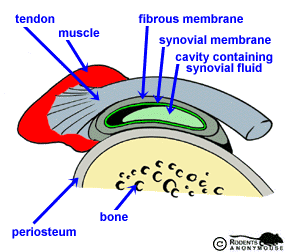 tendon
muscle
fibrous membrane
synovial membrane
cavity containing
synovial fluid
periosteum
bone
© RODENTS
ANONYMOUSE